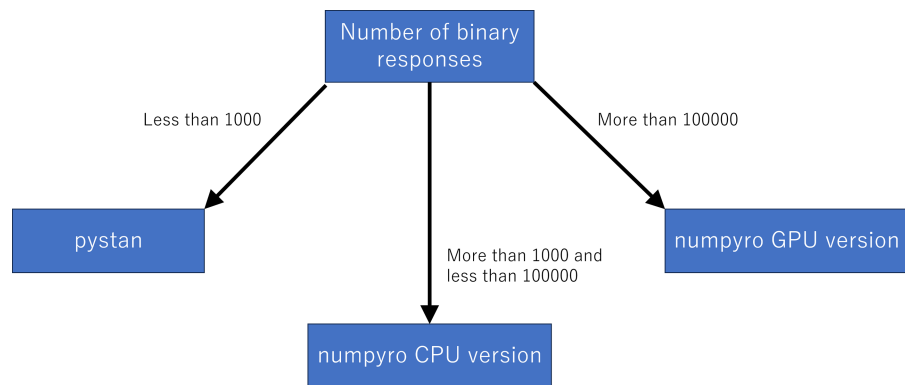 Number of binary
responses
Less than 1000
More than 100000
pystan
numpyro GPU version
More than 1000 and
less than 100000
numpyro CPU version